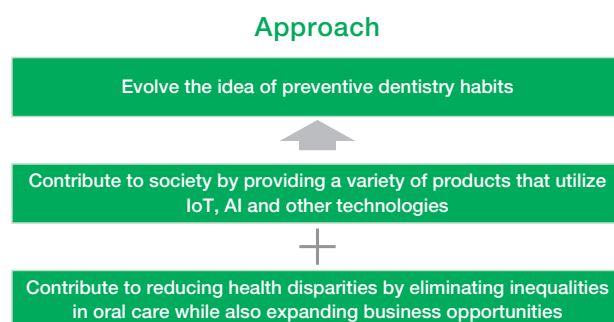 Approach
Evolve the idea of preventive dentistry habits
Contribute to society by providing a variety of products that utilize
IoT, AI and other technologies
+
Contribute to reducing health disparities by eliminating inequalities
in oral care while also expanding business opportunities